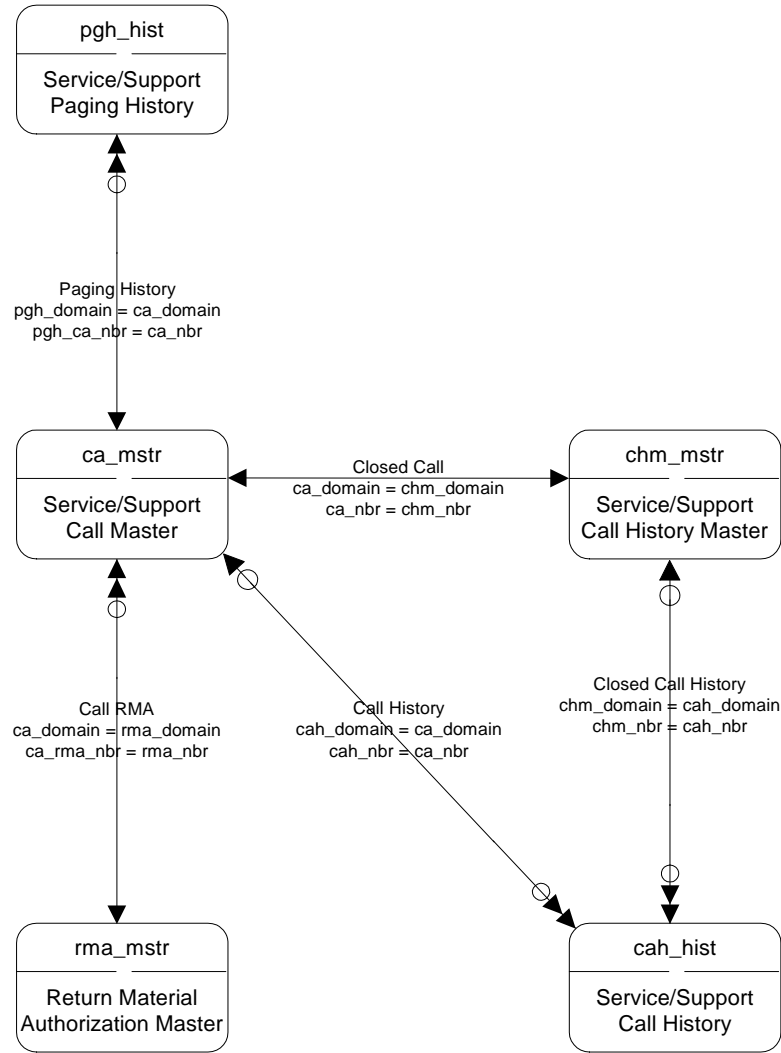 pgh_hist
Service/Support
Paging History
Paging History
pgh_domain = ca_domain
pgh_ca_nbr = ca_nbr
ca_mstr
Service/Support
Call Master
Closed Call
ca_domain = chm_domain
ca_nbr = chm_nbr
chm_mstr
Service/Support
Call History Master
Call RMA
ca_domain = rma_domain
ca_rma_nbr = rma_nbr
Call History
cah_domain = ca_domain
cah_nbr = ca_nbr
Closed Call History
chm_domain = cah_domain
chm_nbr = cah_nbr
rma_mstr
Return Material
Authorization Master
cah_hist
Service/Support
Call History